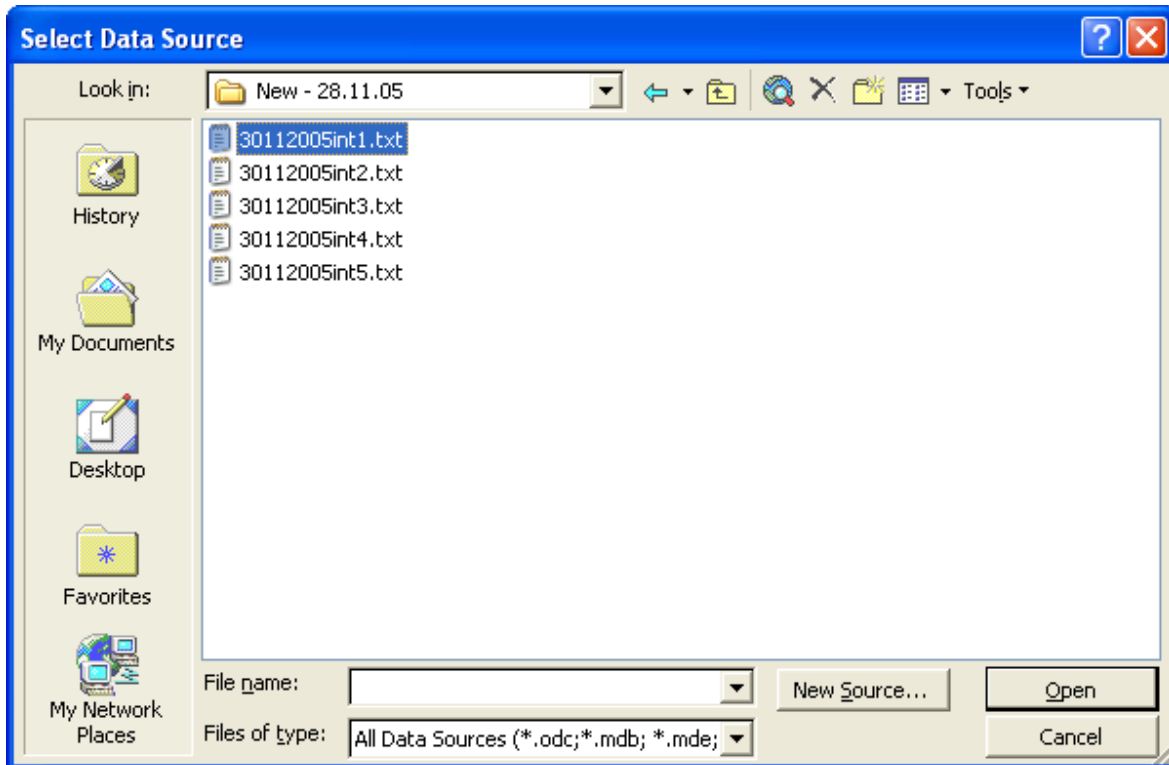 Select Data Source
Look in:
New - 28.11.05
Tools
30112005int1.txt
30112005int2.txt
30112005int3.txt
30112005int4.txt
30112005int5.txt
History
My Documents
Desktop
Favorites
My Network
Places
File name:
New Source...
Open
Files of type:
All Data Sources (*.odc;*.mdb; *.mde;
Cancel